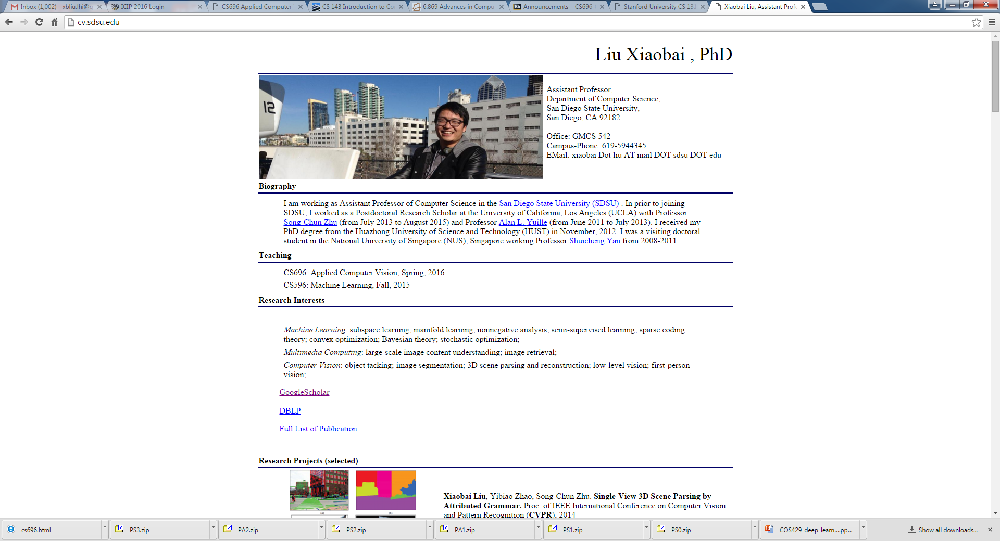 Inbox (1,002) - xbliu.lhi@g
ICIP 2016 Login
CS696 Applied Computer
CS 143 Introduction to Co
6.869 Advances in Compu
Announcements – CS696-
Stanford University CS 131
Xiaobai Liu, Assistant Prof
cv.sdsu.edu
Liu Xiaobai , PhD
12
Assistant Professor,
Department of Computer Science,
San Diego State University,
San Diego, CA 92182
Office: GMCS 542
Campus-Phone: 619-5944345
EMail: xiaobai Dot liu AT mail DOT sdsu DOT edu
Biography
I am working as Assistant Professor of Computer Science in the San Diego State University (SDSU) . In prior to joining
SDSU, I worked as a Postdoctoral Research Scholar at the University of California, Los Angeles (UCLA) with Professor
Song-Chun Zhu (from July 2013 to August 2015) and Professor Alan L. Yuille (from June 2011 to July 2013). I received my
PhD degree from the Huazhong University of Science and Technology (HUST) in November, 2012. I was a visiting doctoral
student in the National University of Singapore (NUS), Singapore working Professor Shuicheng Yan from 2008-2011.
Teaching
CS696: Applied Computer Vision, Spring, 2016
CS596: Machine Learning, Fall, 2015
Research Interests
Machine Learning: subspace learning; manifold learning, nonnegative analysis; semi-supervised learning; sparse coding
theory; convex optimization; Bayesian theory; stochastic optimization;
Multimedia Computing: large-scale image content understanding; image retrieval;
Computer Vision: object tacking; image segmentation; 3D scene parsing and reconstruction; low-level vision; first-person
vision;
GoogleScholar
DBLP
Full List of Publication
Research Projects (selected)
(a)
(b)
Xiaobai Liu, Yibiao Zhao, Song-Chun Zhu. Single-View 3D Scene Parsing by
Attributed Grammar. Proc. of IEEE International Conference on Computer Vision
and Pattern Recognition (CVPR), 2014
cs696.html
PS3.zip
PA2.zip
PS2.zip
PA1.zip
PS1.zip
PS0.zip
COS429_deep_learn....pp...
Show all downloads...